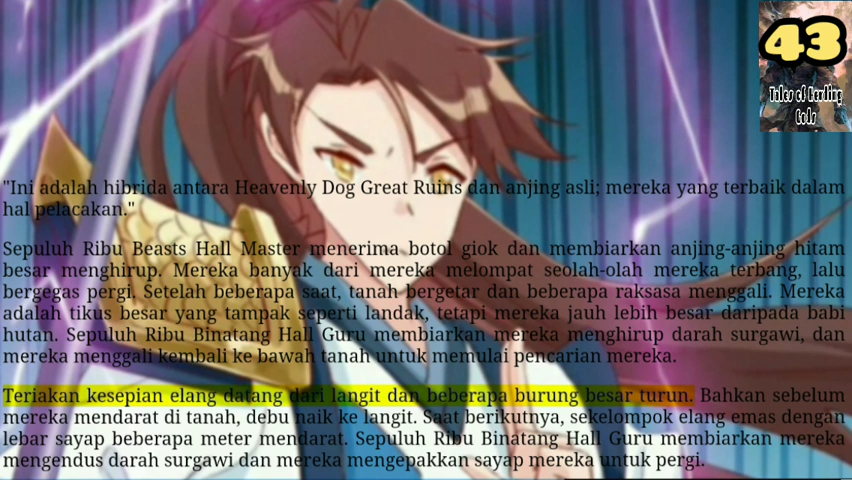 43
Tales of Herding
Gods
"Ini adalah hibrida antara Heavenly Dog Great Ruins dan anjing asli; mereka yang terbaik dalam
hal pelacakan."
Sepuluh Ribu Beasts Hall Master menerima botol giok dan membiarkan anjing-anjing hitam
besar menghirup. Mereka banyak dari mereka melompat seolah-olah mereka terbang, lalu
bergegas pergi. Setelah beberapa saat, tanah bergetar dan beberapa raksasa menggali. Mereka
adalah tikus besar yang tampak seperti landak, tetapi mereka jauh lebih besar daripada babi
hutan. Sepuluh Ribu Binatang Hall Guru membiarkan mereka menghirup darah surgawi, dan
mereka menggali kembali ke bawah tanah untuk memulai pencarian mereka.
Teriakan kesepian elang datang dari langit dan beberapa burung besar turun. Bahkan sebelum
mereka mendarat di tanah, debu naik ke langit. Saat berikutnya, sekelompok elang emas dengan
lebar sayap beberapa meter mendarat. Sepuluh Ribu Binatang Hall Guru membiarkan mereka
mengendus darah surgawi dan mereka mengepakkan sayap mereka untuk pergi.